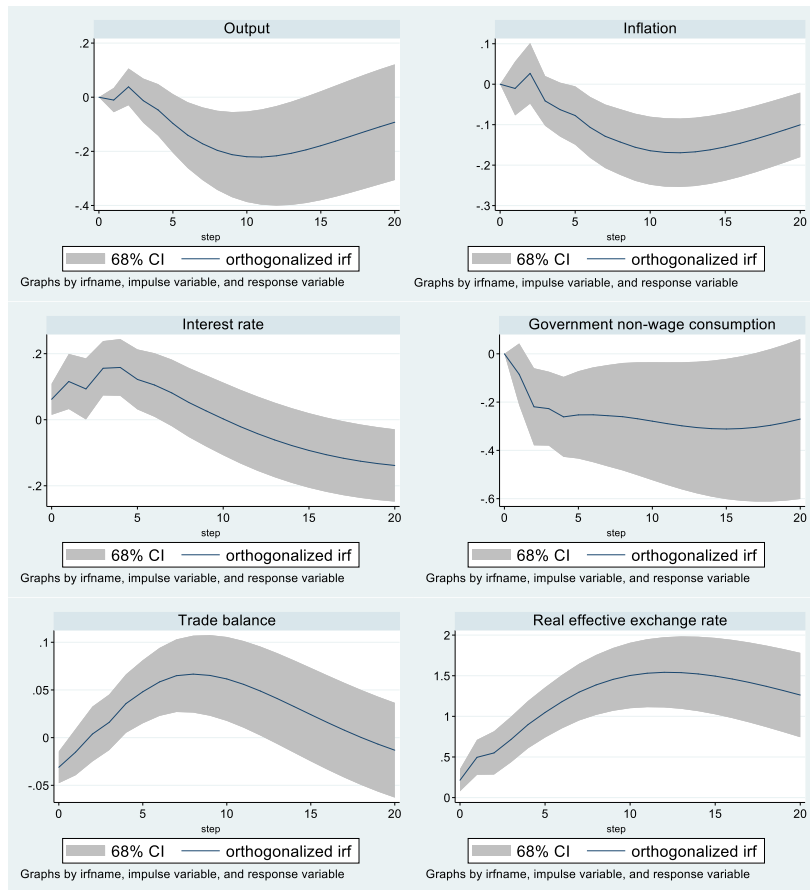 Output
.2
0
-.2
-.4
0 5 10 15 20
step
68% CI orthogonalized irf
Graphs by irfname, impulse variable, and response variable
Inflation
.1
0
-.1
-.2
-.3
0 5 10 15 20
step
68% CI orthogonalized irf
Graphs by irfname, impulse variable, and response variable
Interest rate
.2
0
-.2
0 5 10 15 20
step
68% CI orthogonalized irf
Graphs by irfname, impulse variable, and response variable
Government non-wage consumption
0
-.2
-.4
-.6
0 5 10 15 20
step
68% CI orthogonalized irf
Graphs by irfname, impulse variable, and response variable
Trade balance
.1
.05
0
-.05
0 5 10 15 20
step
68% CI orthogonalized irf
Graphs by irfname, impulse variable, and response variable
Real effective exchange rate
2
1.5
1
.5
0
0 5 10 15 20
step
68% CI orthogonalized irf
Graphs by irfname, impulse variable, and response variable